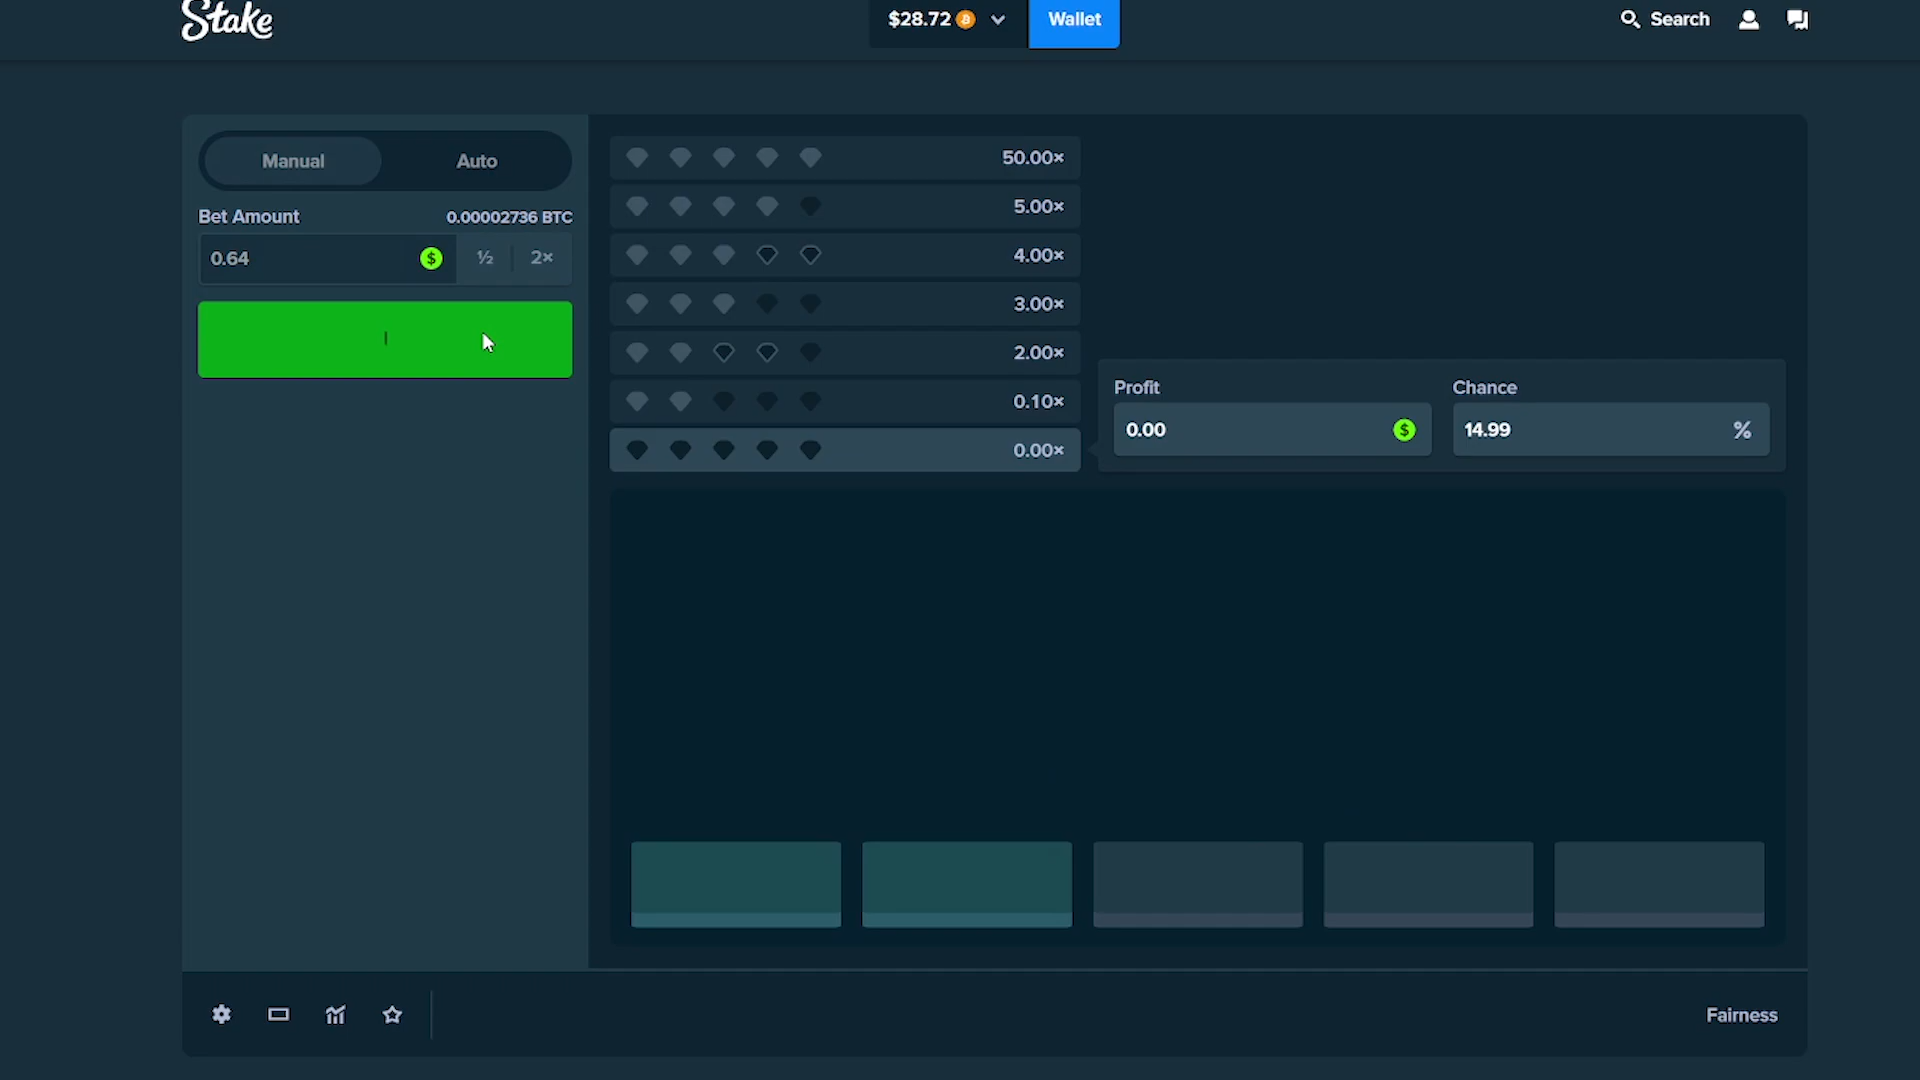 Stake
$28.72
Wallet
Search
Manual
Auto
Bet Amount
0.00002736 BTC
0.64
$
½
2×
50.00×
5.00×
4.00×
3.00×
2.00×
0.10×
0.00×
Profit
Chance
0.00
$
14.99
%
Fairness